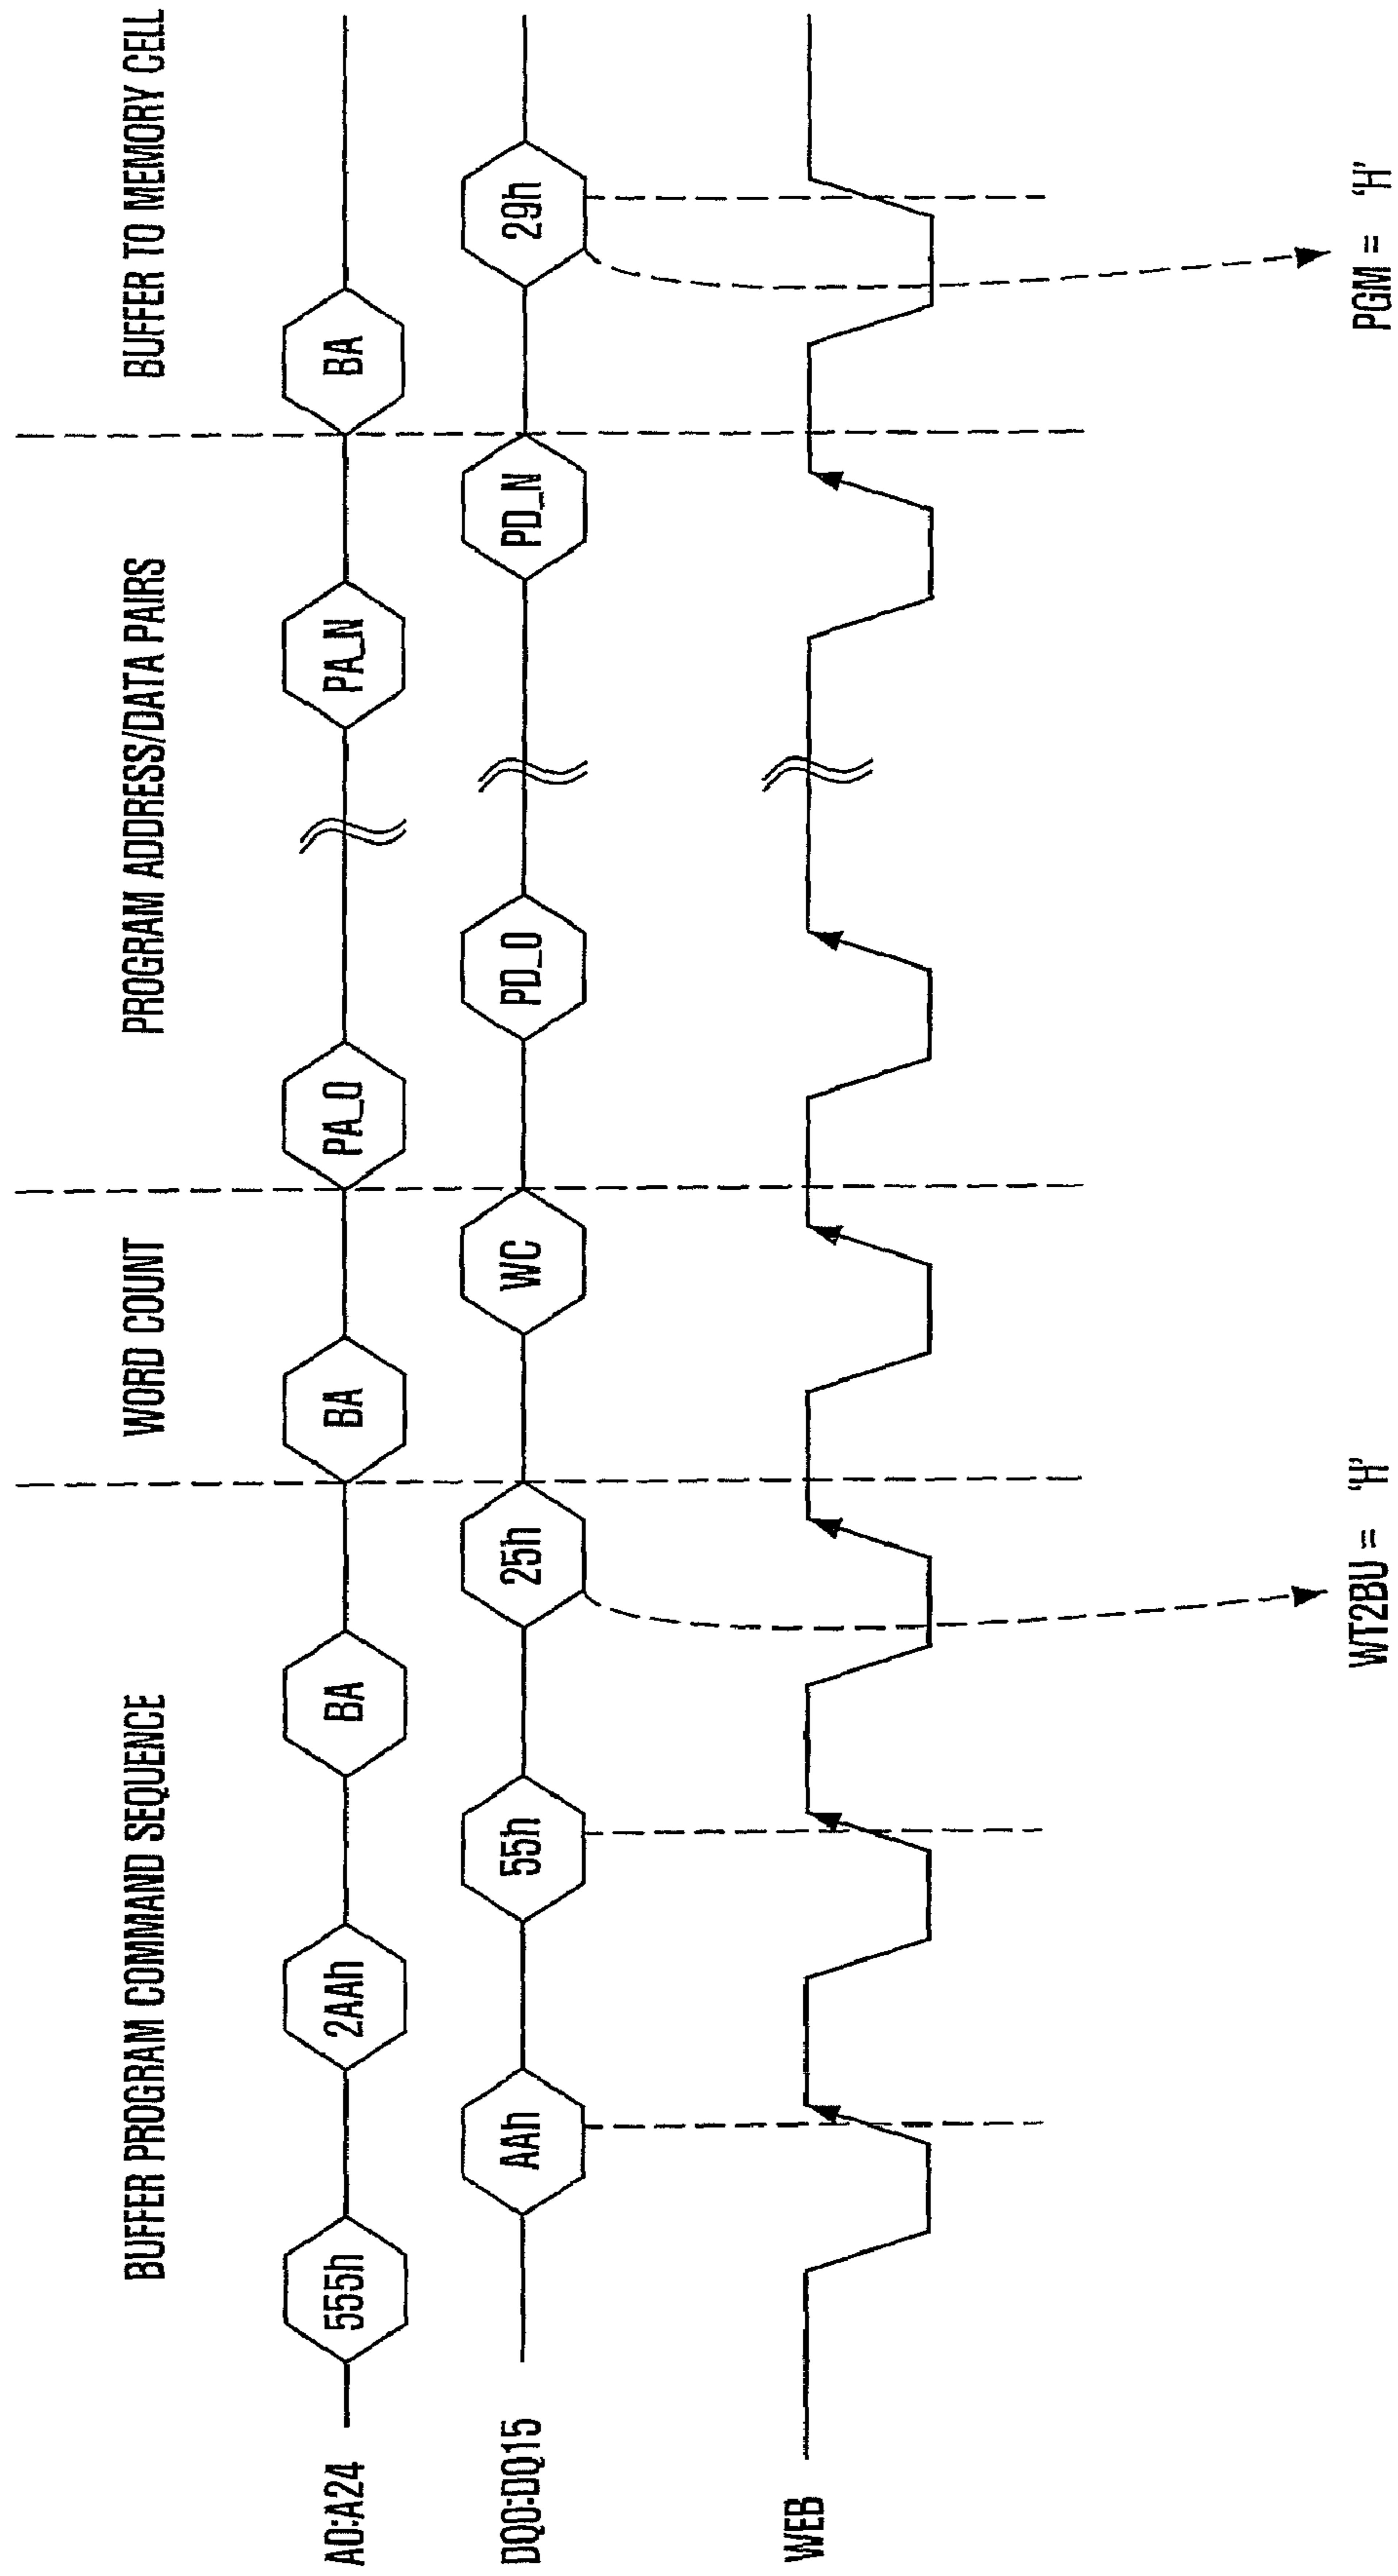 BUFFER PROGRAM COMMAND SEQUENCE
WORD COUNT
PROGRAM ADDRESS/DATA PAIRS
BUFFER TO MEMORY CELL
A0:A24
555h
2AAh
BA
BA
PA_0
PA_N
BA
DQ0:DQ15
AAh
55h
25h
WC
PD_0
PD_N
29h
WEB
WT2BU = 'H'
PGM = 'H'